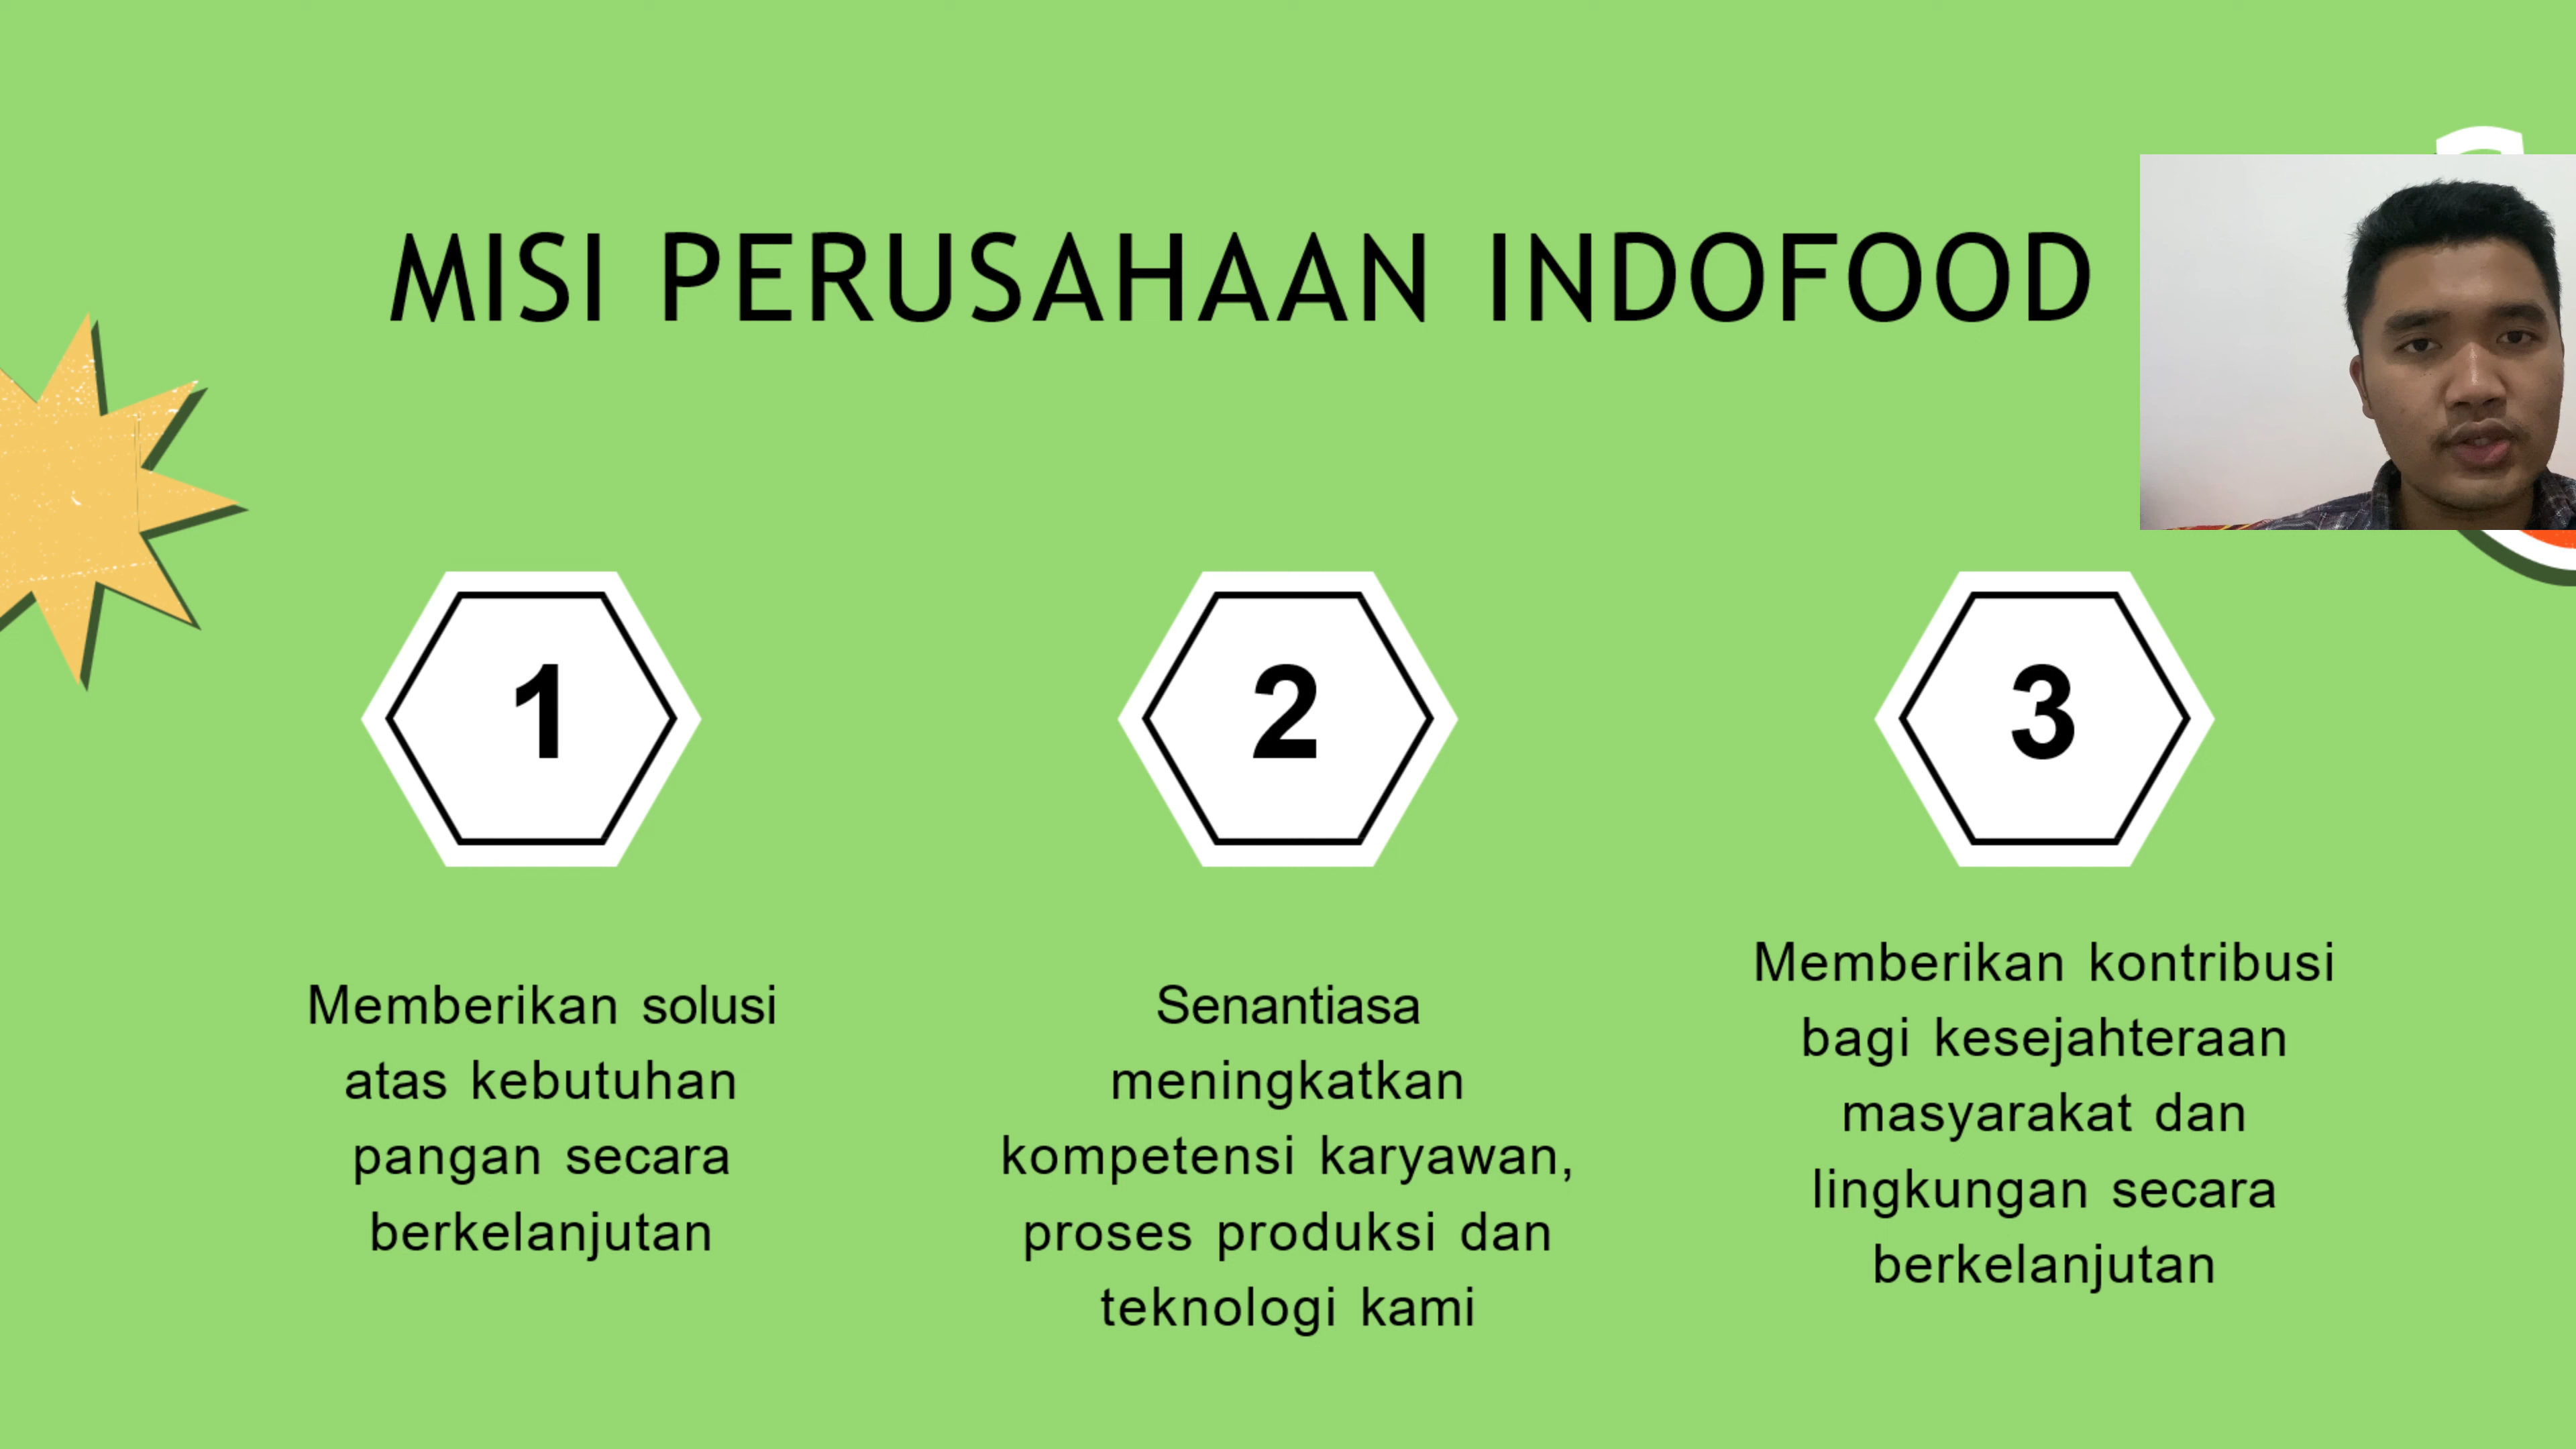 MISI PERUSAHAAN INDOFOOD
1
Memberikan solusi
atas kebutuhan
pangan secara
berkelanjutan
2
Senantiasa
meningkatkan
kompetensi karyawan,
proses produksi dan
teknologi kami
3
Memberikan kontribusi
bagi kesejahteraan
masyarakat dan
lingkungan secara
berkelanjutan